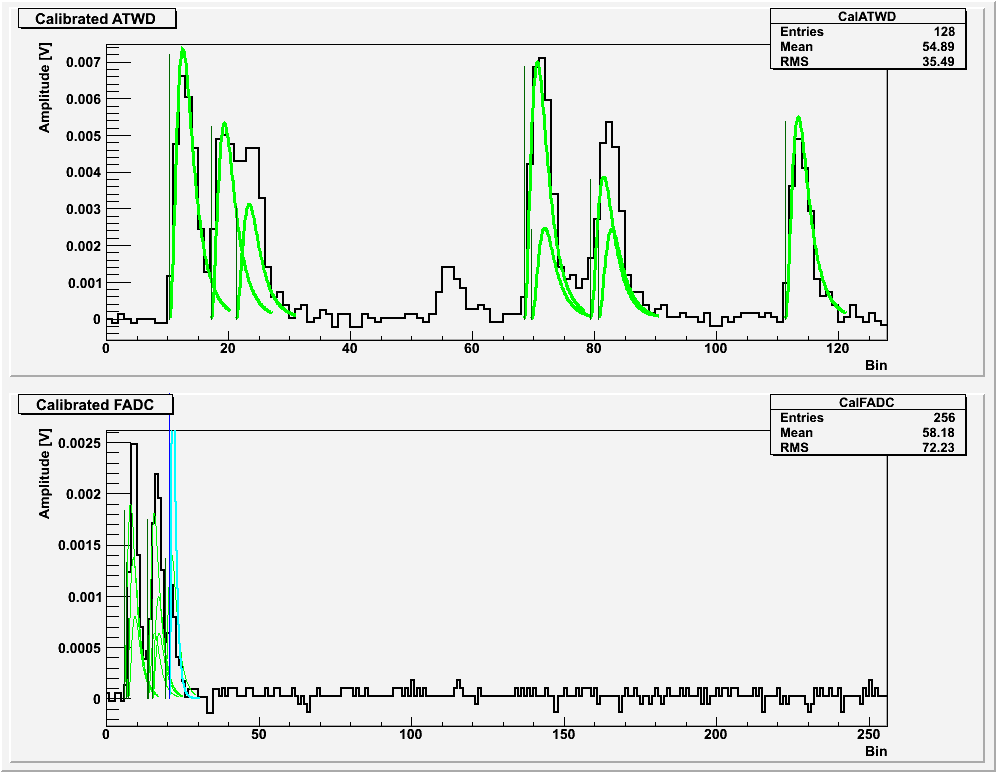 Calibrated ATWD
CalATWD
Entries 128
Mean 54.89
RMS 35.49
Amplitude [V]
0.007
0.006
0.005
0.004
0.003
0.002
0.001
0
0 20 40 60 80 100 120
Bin
Calibrated FADC
CalFADC
Entries 256
Mean 58.18
RMS 72.23
Amplitude [V]
0.0025
0.002
0.0015
0.001
0.0005
0
0 50 100 150 200 250
Bin